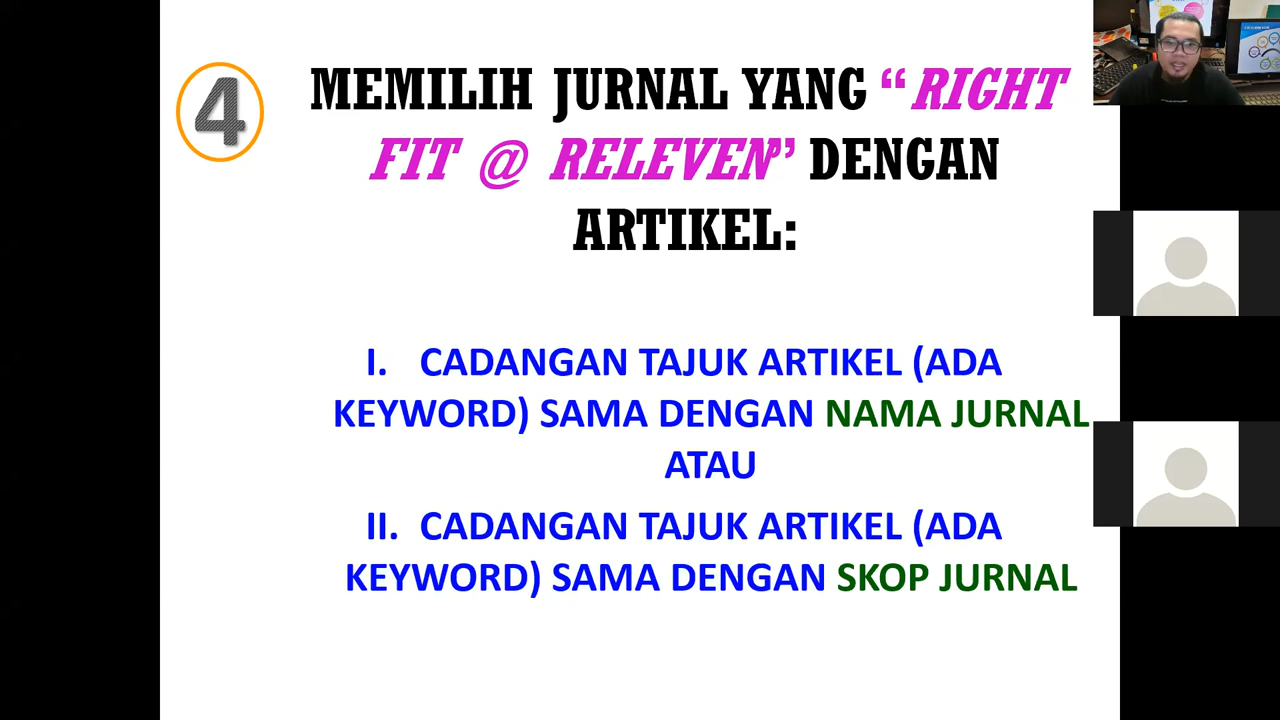 4
MEMILIH JURNAL YANG “RIGHT
FIT @ RELEVEN” DENGAN
ARTIKEL:
I. CADANGAN TAJUK ARTIKEL (ADA
KEYWORD) SAMA DENGAN NAMA JURNAL
ATAU
II. CADANGAN TAJUK ARTIKEL (ADA
KEYWORD) SAMA DENGAN SKOP JURNAL